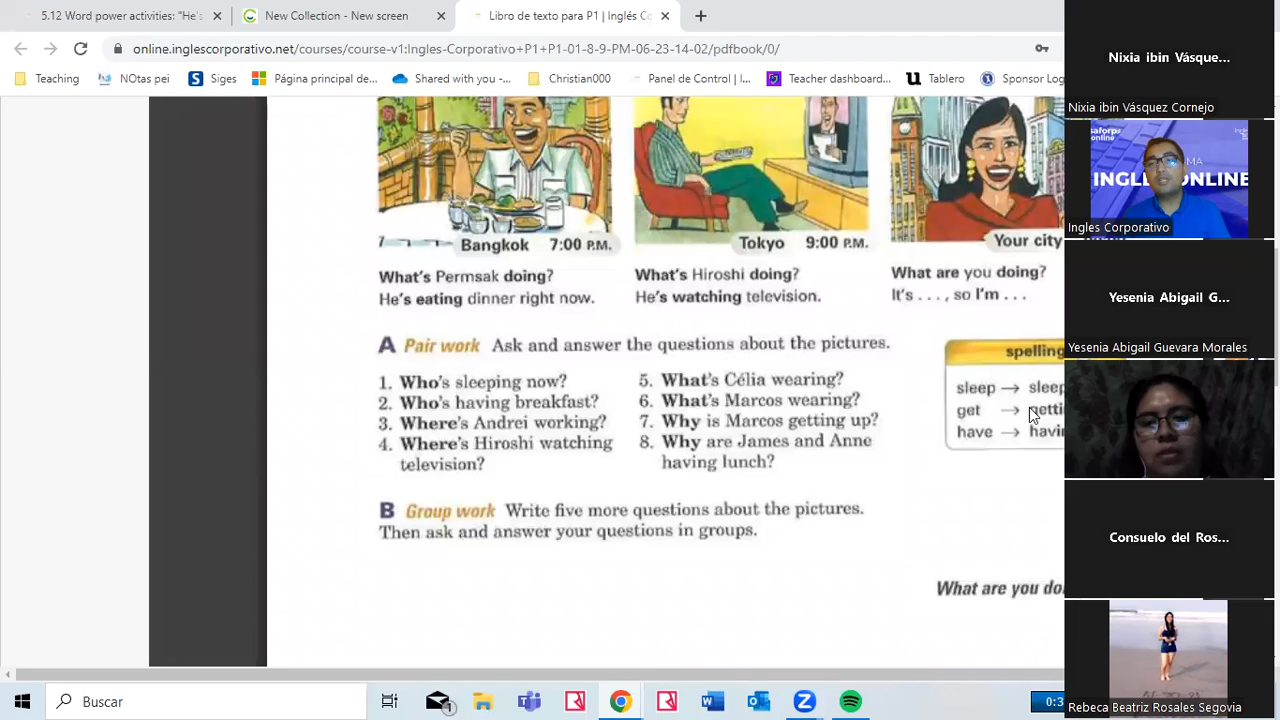 5.12 Word power activities: "He'
New Collection - New screen
Libro de texto para P1 | Inglés C
online.inglescorporativo.net/courses/course-v1:Ingles-Corporativo+P1+P1-01-8-9-PM-06-23-14-02/pdfbook/0/
Teaching
NOtas pei
Siges
Página principal de...
Shared with you -...
Christian000
Panel de Control | I...
Teacher dashboard...
Tablero
Sponsor Log
Bangkok 7:00 P.M.
Tokyo 9:00 P.M.
Your city
What's Permsak doing?
He's eating dinner right now.
What's Hiroshi doing?
He's watching television.
What are you doing?
It's . . . , so I'm . . .
A Pair work Ask and answer the questions about the pictures.
1. Who's sleeping now?
2. Who's having breakfast?
3. Where's Andrei working?
4. Where's Hiroshi watching
television?
5. What's Célia wearing?
6. What's Marcos wearing?
7. Why is Marcos getting up?
8. Why are James and Anne
having lunch?
spelling
sleep → sleep
get → getti
have → havin
B Group work Write five more questions about the pictures.
Then ask and answer your questions in groups.
What are you do
Nixia ibin Vásque...
Nixia ibin Vásquez Cornejo
saforp
online
MA
INGL ONLINE
Ingles Corporativo
Yesenia Abigail G...
Yesenia Abigail Guevara Morales
Consuelo del Ros...
Rebeca Beatriz Rosales Segovia
Buscar
0:3